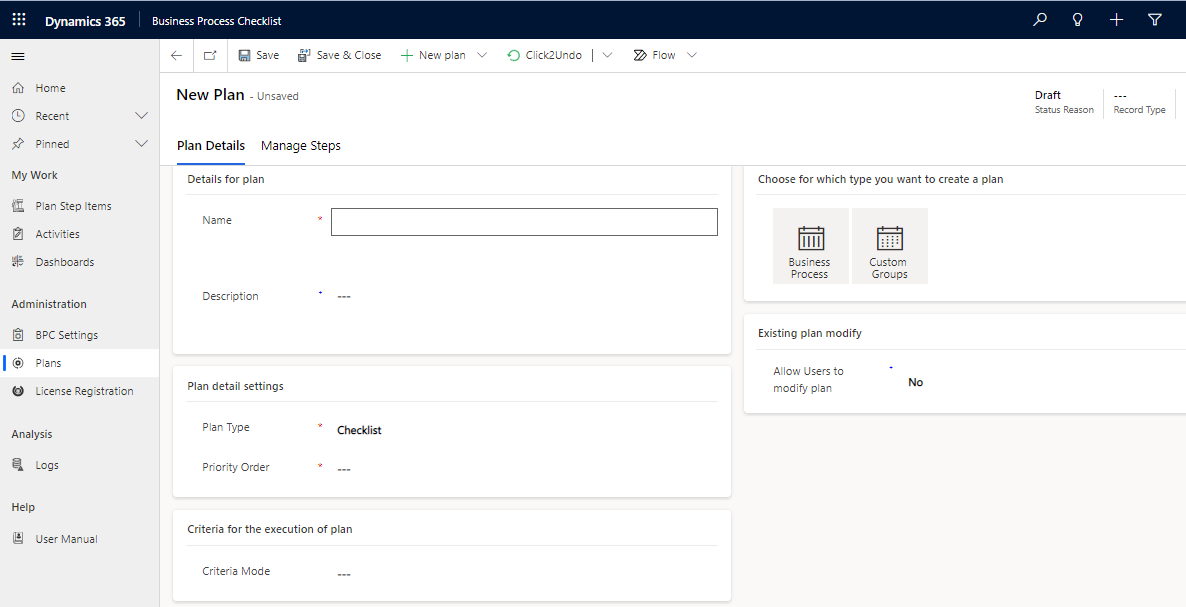 Dynamics 365
Business Process Checklist
Save
Save & Close
New plan
Click2Undo
Flow
Home
Recent
Pinned
My Work
Plan Step Items
Activities
Dashboards
Administration
BPC Settings
Plans
License Registration
Analysis
Logs
Help
User Manual
New Plan - Unsaved
Draft
Status Reason
---
Record Type
Plan Details
Manage Steps
Details for plan
Name *
Description ---
Plan detail settings
Plan Type * Checklist
Priority Order * ---
Criteria for the execution of plan
Criteria Mode ---
Choose for which type you want to create a plan
Business
Process
Custom
Groups
Existing plan modify
Allow Users to
modify plan
No